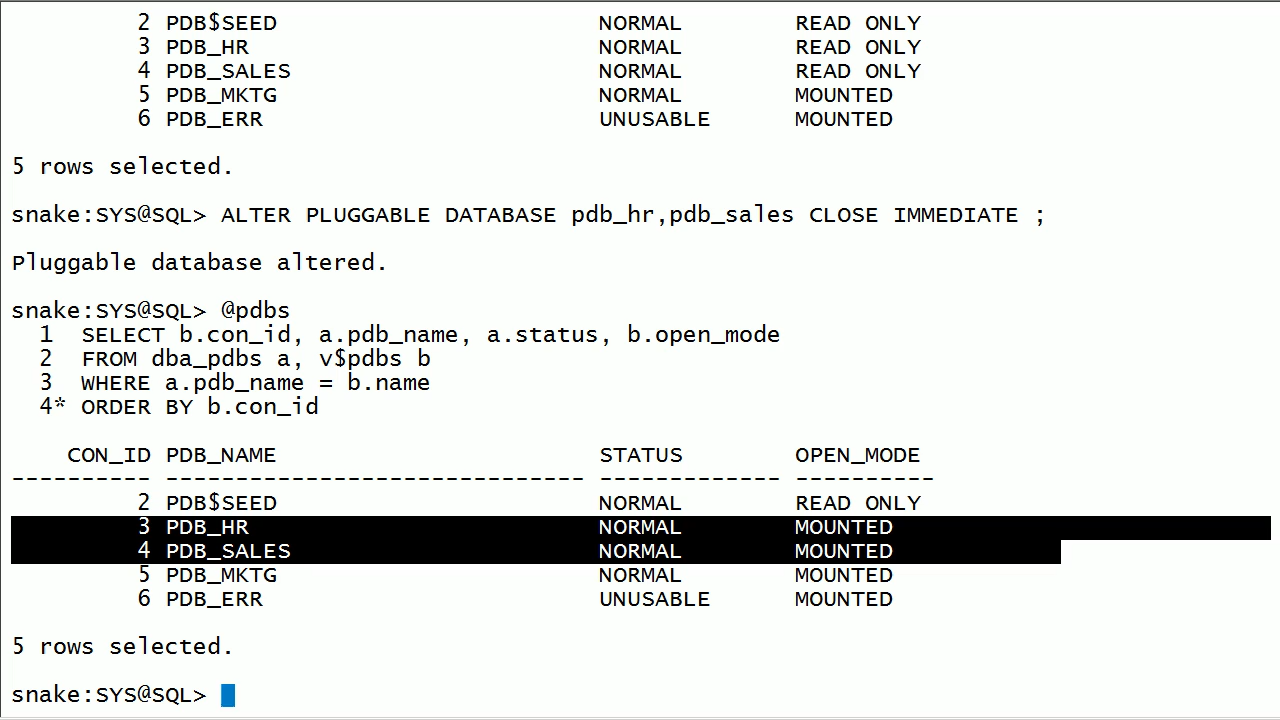 2 PDB$SEED NORMAL READ ONLY
3 PDB_HR NORMAL READ ONLY
4 PDB_SALES NORMAL READ ONLY
5 PDB_MKTG NORMAL MOUNTED
6 PDB_ERR UNUSABLE MOUNTED
5 rows selected.
snake:SYS@SQL> ALTER PLUGGABLE DATABASE pdb_hr,pdb_sales CLOSE IMMEDIATE ;
Pluggable database altered.
snake:SYS@SQL> @pdbs
1 SELECT b.con_id, a.pdb_name, a.status, b.open_mode
2 FROM dba_pdbs a, v$pdbs b
3 WHERE a.pdb_name = b.name
4* ORDER BY b.con_id
CON_ID PDB_NAME STATUS OPEN_MODE
---------- ------------------------------ ------------- ----------
2 PDB$SEED NORMAL READ ONLY
3 PDB_HR NORMAL MOUNTED
4 PDB_SALES NORMAL MOUNTED
5 PDB_MKTG NORMAL MOUNTED
6 PDB_ERR UNUSABLE MOUNTED
5 rows selected.
snake:SYS@SQL>